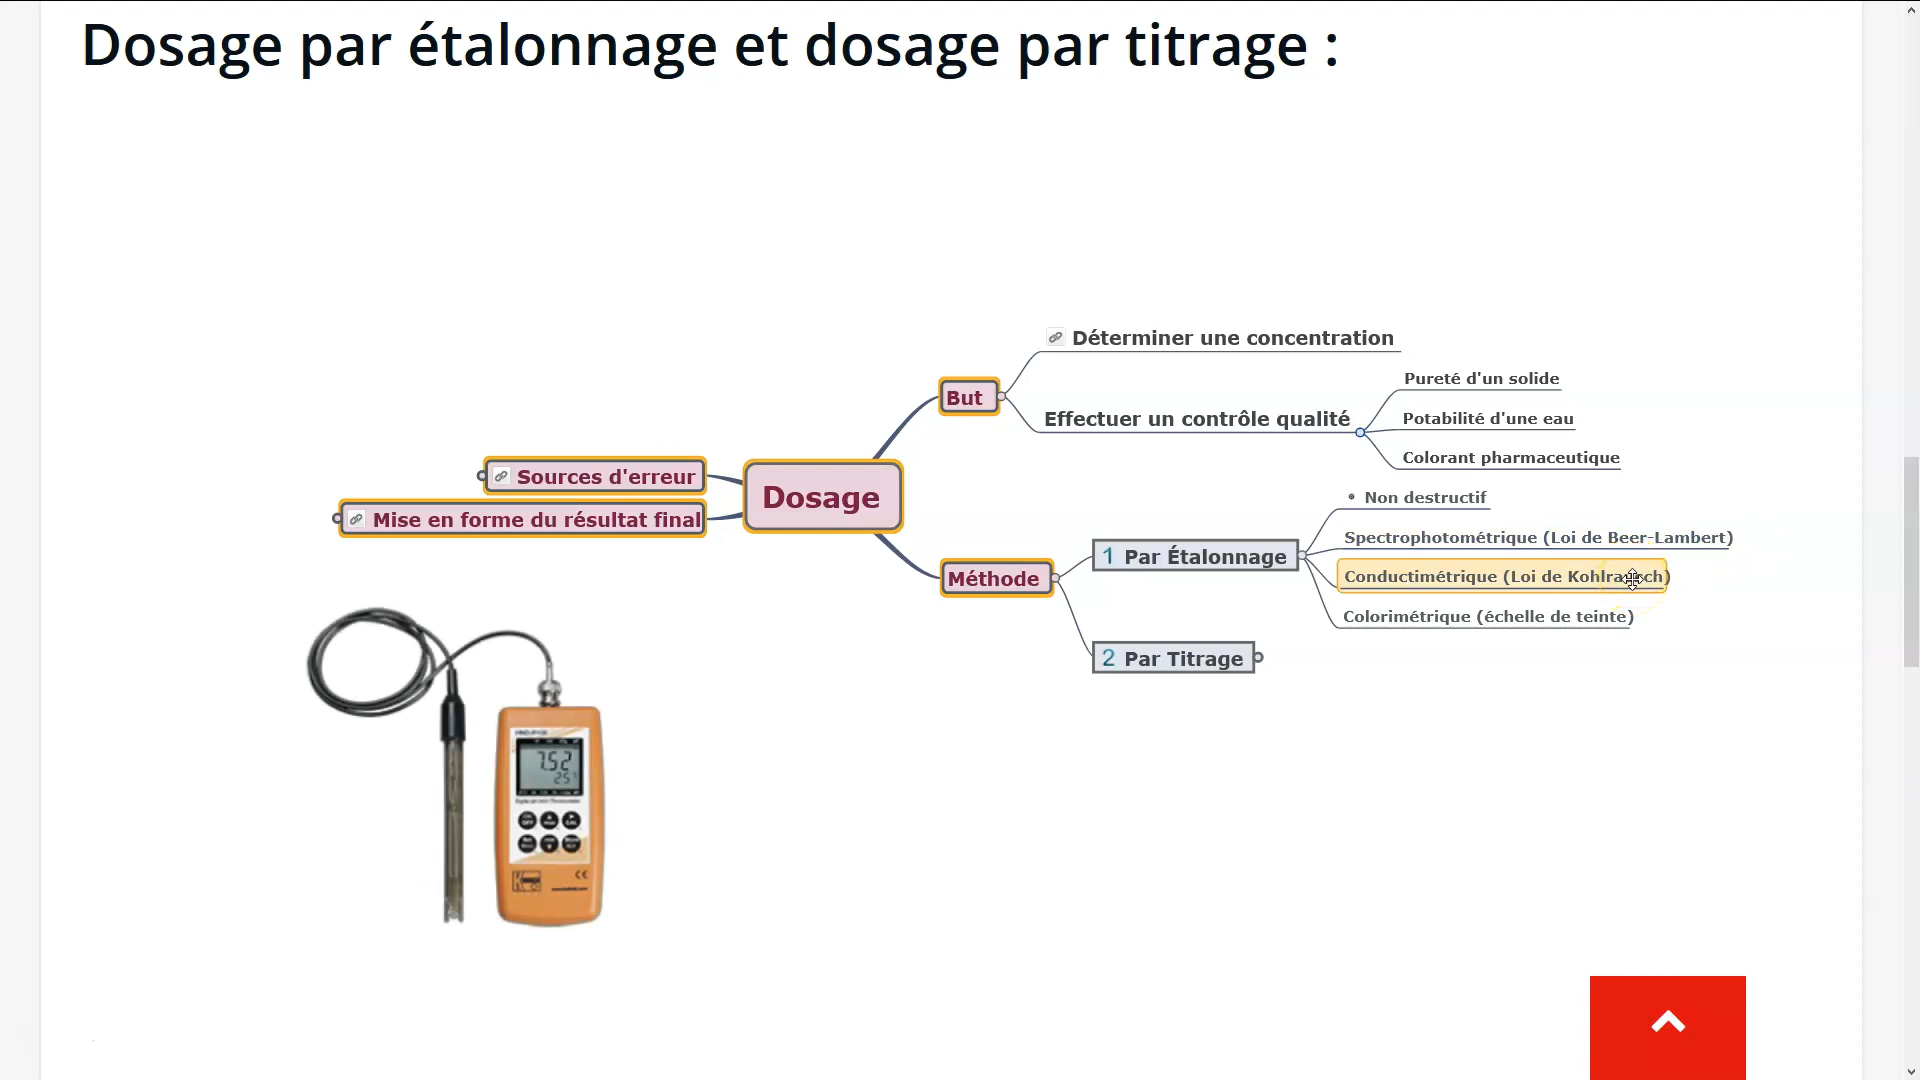 Dosage par étalonnage et dosage par titrage :
Déterminer une concentration
Pureté d'un solide
But
Effectuer un contrôle qualité
Potabilité d'une eau
Colorant pharmaceutique
Sources d'erreur
Dosage
Mise en forme du résultat final
Non destructif
Spectrophotométrique (Loi de Beer-Lambert)
1 Par Étalonnage
Méthode
Conductimétrique (Loi de Kohlrausch)
Colorimétrique (échelle de teinte)
2 Par Titrage
7.52
25°
CE